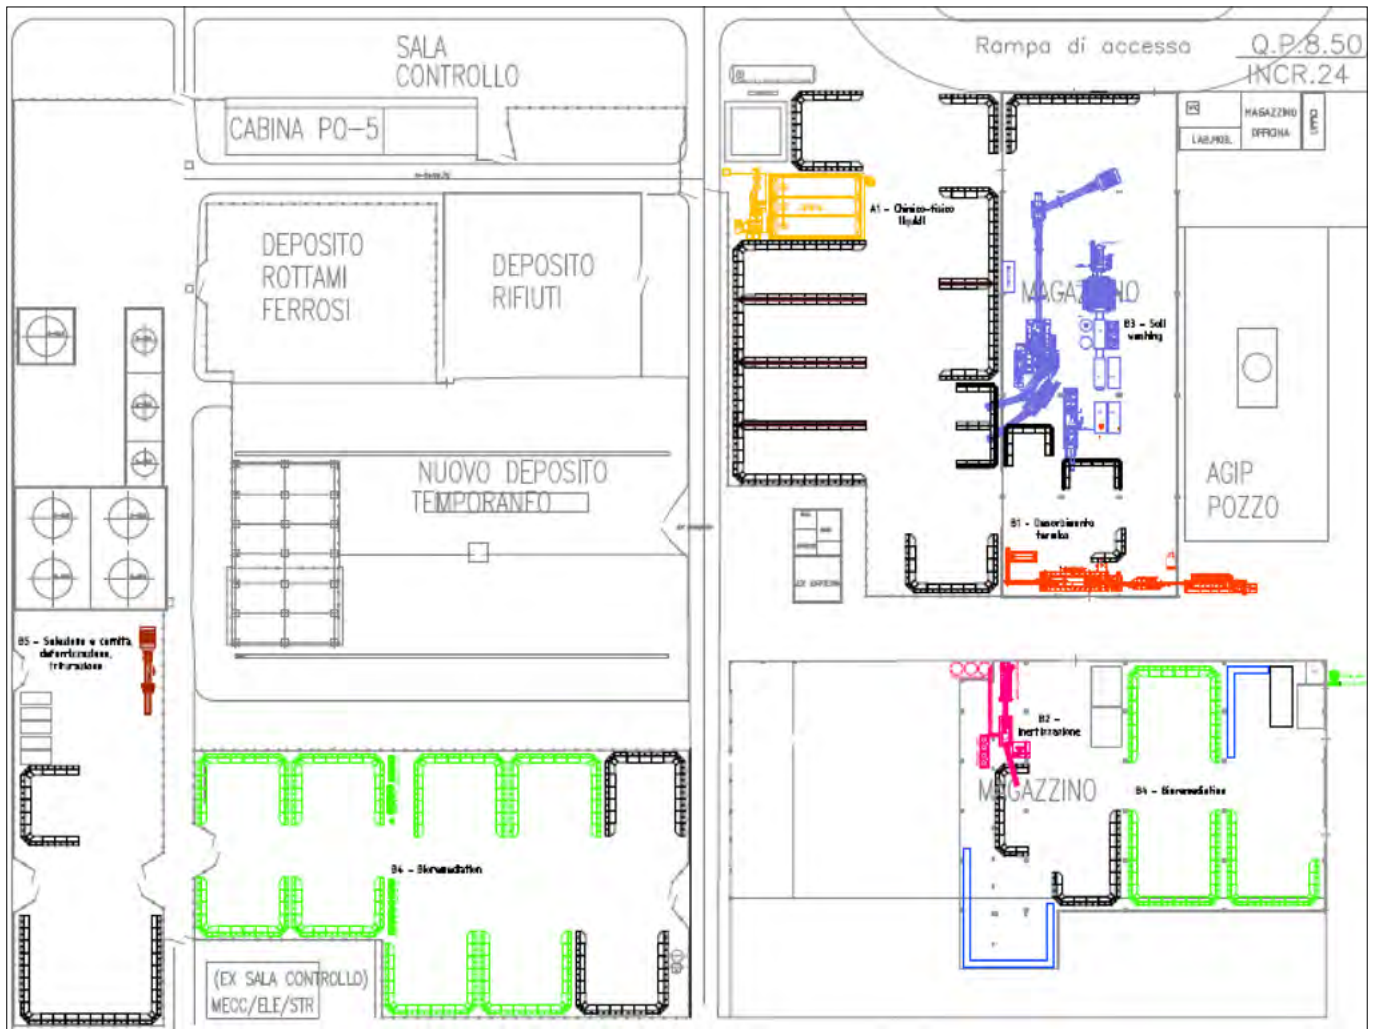 SALA
CONTROLLO
CABINA PO-5
Rampa di accesso
Q.P.8.50
INCR.24
MAGAZZINO
OFFICINA
LAB.MOB.
UFFICI
A1 - Chimico-fisico
liquidi
DEPOSITO
ROTTAMI
FERROSI
DEPOSITO
RIFIUTI
MAGAZZINO
B3 - Soil
washing
NUOVO DEPOSITO
TEMPORANEO
AGIP
POZZO
B1 - Desorbimento
termico
B5 - Selezione e cernita,
deferrizzazione,
triturazione
B2 -
Inertizzazione
MAGAZZINO
B4 - Bioremediation
B4 - Bioremediation
(EX SALA CONTROLLO)
MECC/ELE/STR